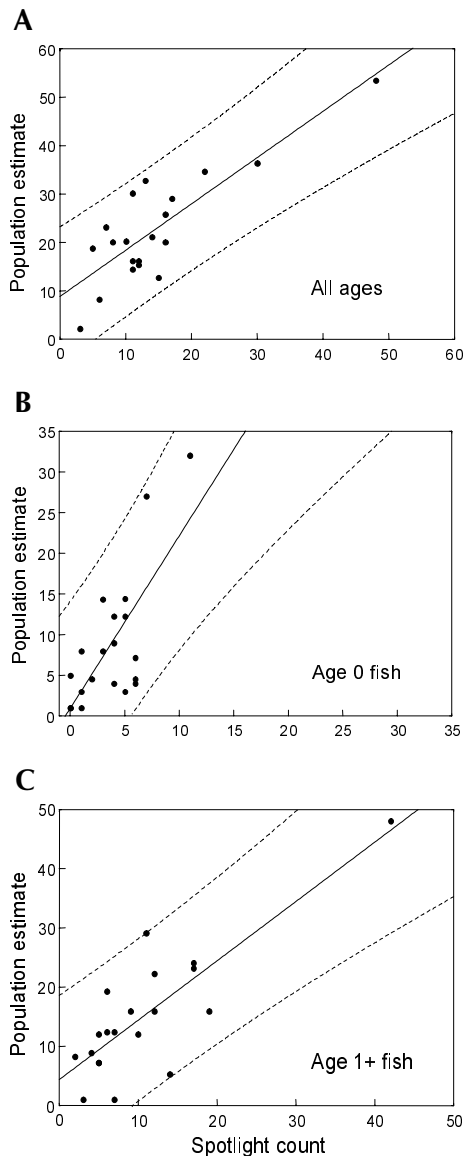 A
60
50
40
30
20
10
0
Population estimate
All ages
0 10 20 30 40 50 60
B
35
30
25
20
15
10
5
0
Population estimate
Age 0 fish
0 5 10 15 20 25 30 35
C
50
40
30
20
10
0
Population estimate
Age 1+ fish
0 10 20 30 40 50
Spotlight count